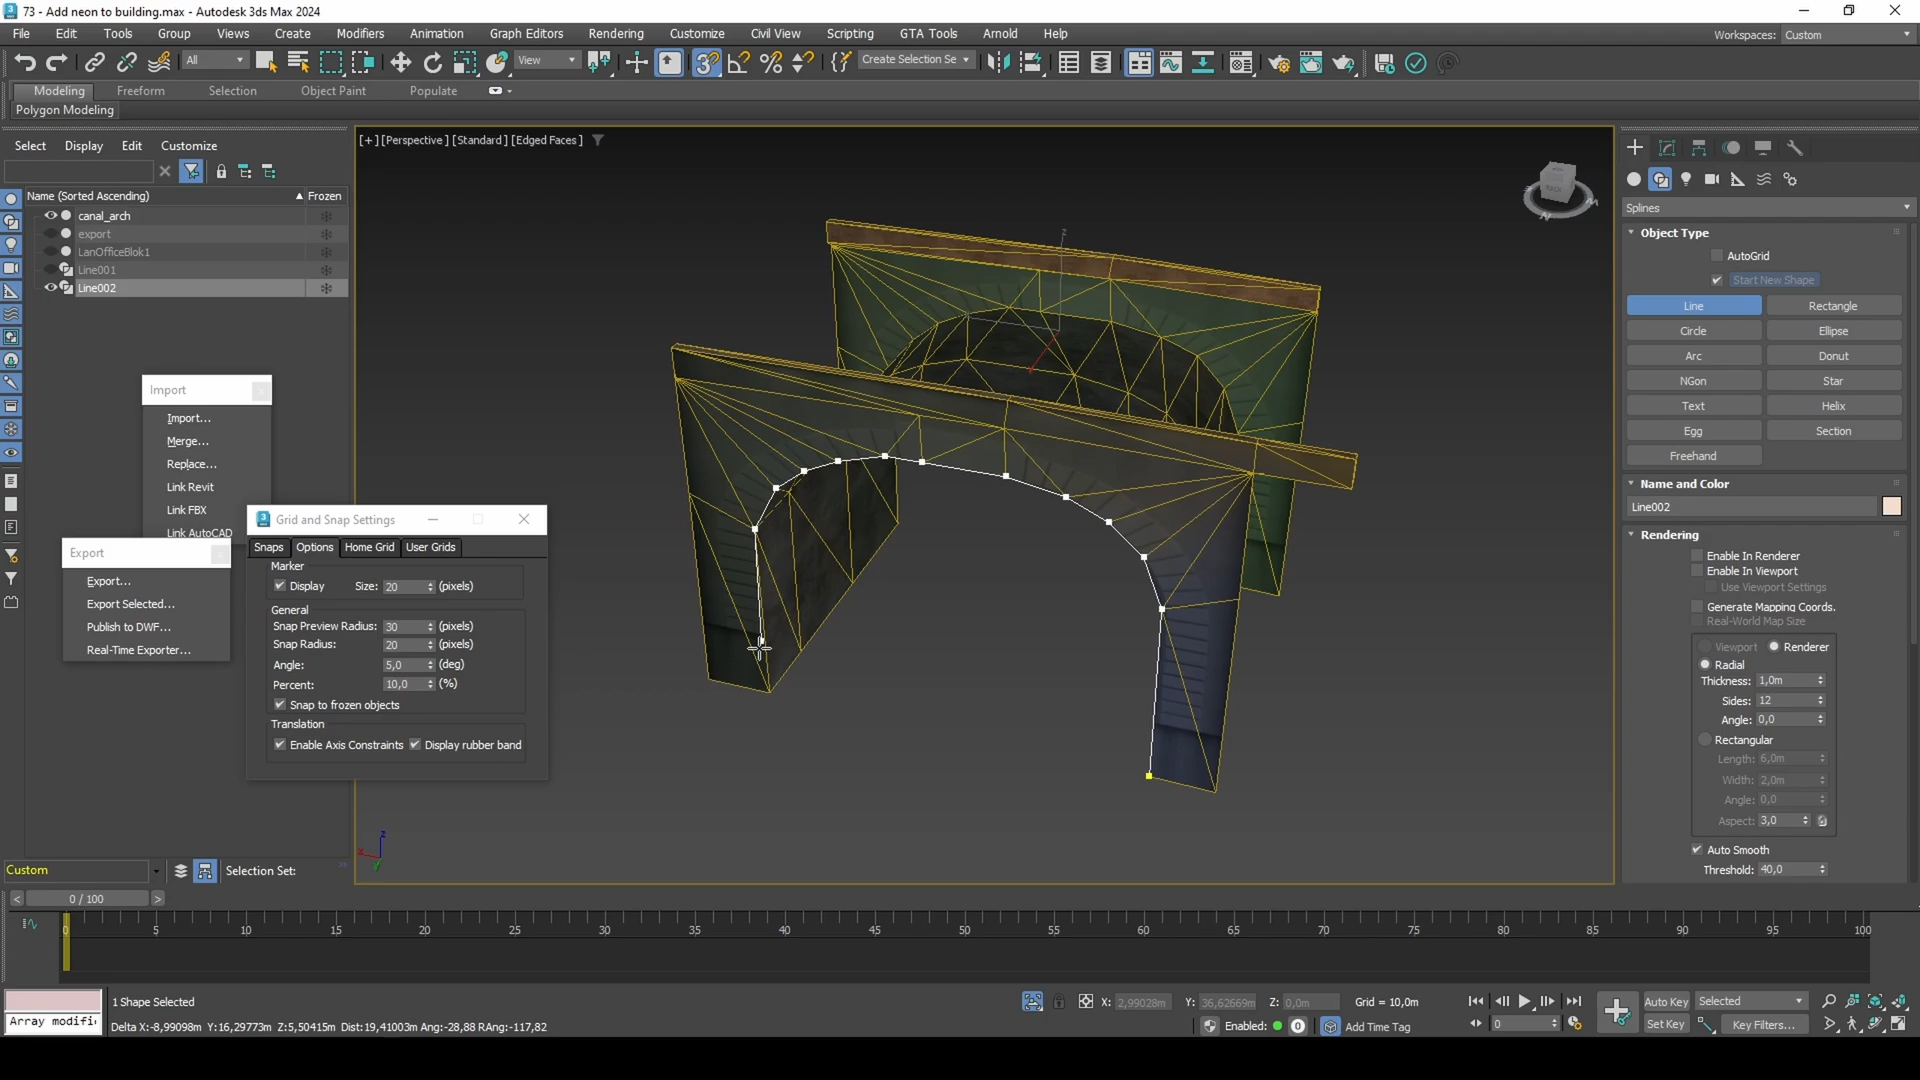 73 - Add neon to building.max - Autodesk 3ds Max 2024
File Edit Tools Group Views Create Modifiers Animation Graph Editors Rendering Customize Civil View Scripting GTA Tools Arnold Help
Workspaces: Custom
All
View
Create Selection Se
Modeling Freeform Selection Object Paint Populate
Polygon Modeling
Select Display Edit Customize
Name (Sorted Ascending) Frozen
canal_arch
export
LanOfficeBlok1
Line001
Line002
Import
Import...
Merge...
Replace...
Link Revit
Link FBX
Link AutoCAD
Export
Export...
Export Selected...
Publish to DWF...
Real-Time Exporter...
Grid and Snap Settings
Snaps Options Home Grid User Grids
Marker
Display Size: 20 (pixels)
General
Snap Preview Radius: 30 (pixels)
Snap Radius: 20 (pixels)
Angle: 5,0 (deg)
Percent: 10,0 (%)
Snap to frozen objects
Translation
Enable Axis Constraints Display rubber band
[+] [Perspective] [Standard] [Edged Faces]
z
z
x
Y
Splines
Object Type
AutoGrid
Start New Shape
Line Rectangle
Circle Ellipse
Arc Donut
NGon Star
Text Helix
Egg Section
Freehand
Name and Color
Line002
Rendering
Enable In Renderer
Enable In Viewport
Use Viewport Settings
Generate Mapping Coords.
Real-World Map Size
Viewport Renderer
Radial
Thickness: 1,0m
Sides: 12
Angle: 0,0
Rectangular
Length: 6,0m
Width: 2,0m
Angle: 0,0
Aspect: 3,0
Auto Smooth
Threshold: 40,0
Custom
Selection Set:
< 0 / 100 >
0 5 10 15 20 25 30 35 40 45 50 55 60 65 70 75 80 85 90 95 100
Array modifi
1 Shape Selected
X: 2,99028m Y: 36,62669m Z: 0,0m Grid = 10,0m
Delta X:-8,99098m Y:16,29773m Z:5,50415m Dist:19,41003m Ang:-28,88 RAng:-117,82
Enabled: 0 Add Time Tag
0
Auto Key Selected
Set Key Key Filters...